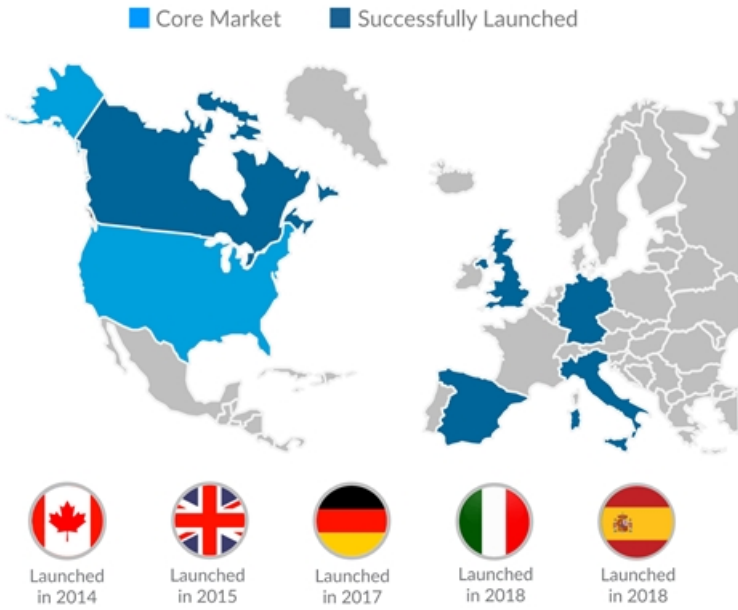 Core Market
Successfully Launched
Launched
in 2014
Launched
in 2015
Launched
in 2017
Launched
in 2018
Launched
in 2018